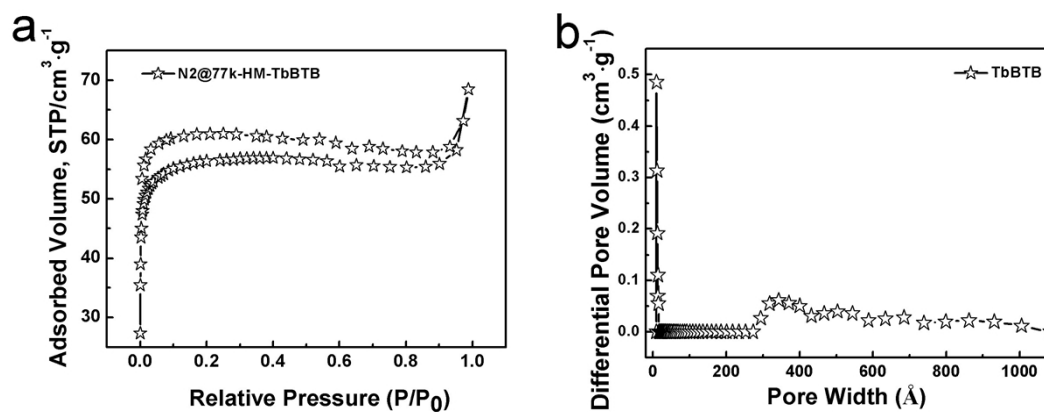 a
Adsorbed Volume, STP/cm³·g⁻¹
70
60
50
40
30
N2@77k-HM-TbBTB
0.0 0.2 0.4 0.6 0.8 1.0
Relative Pressure (P/P₀)
b
Differential Pore Volume (cm³·g⁻¹)
0.5
0.4
0.3
0.2
0.1
0.0
TbBTB
0 200 400 600 800 1000
Pore Width (Å)